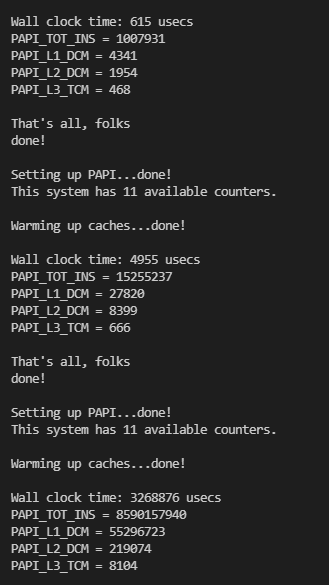 Wall clock time: 615 usecs
PAPI_TOT_INS = 1007931
PAPI_L1_DCM = 4341
PAPI_L2_DCM = 1954
PAPI_L3_TCM = 468
That's all, folks
done!
Setting up PAPI...done!
This system has 11 available counters.
Warming up caches...done!
Wall clock time: 4955 usecs
PAPI_TOT_INS = 15255237
PAPI_L1_DCM = 27820
PAPI_L2_DCM = 8399
PAPI_L3_TCM = 666
That's all, folks
done!
Setting up PAPI...done!
This system has 11 available counters.
Warming up caches...done!
Wall clock time: 3268876 usecs
PAPI_TOT_INS = 8590157940
PAPI_L1_DCM = 55296723
PAPI_L2_DCM = 219074
PAPI_L3_TCM = 8104